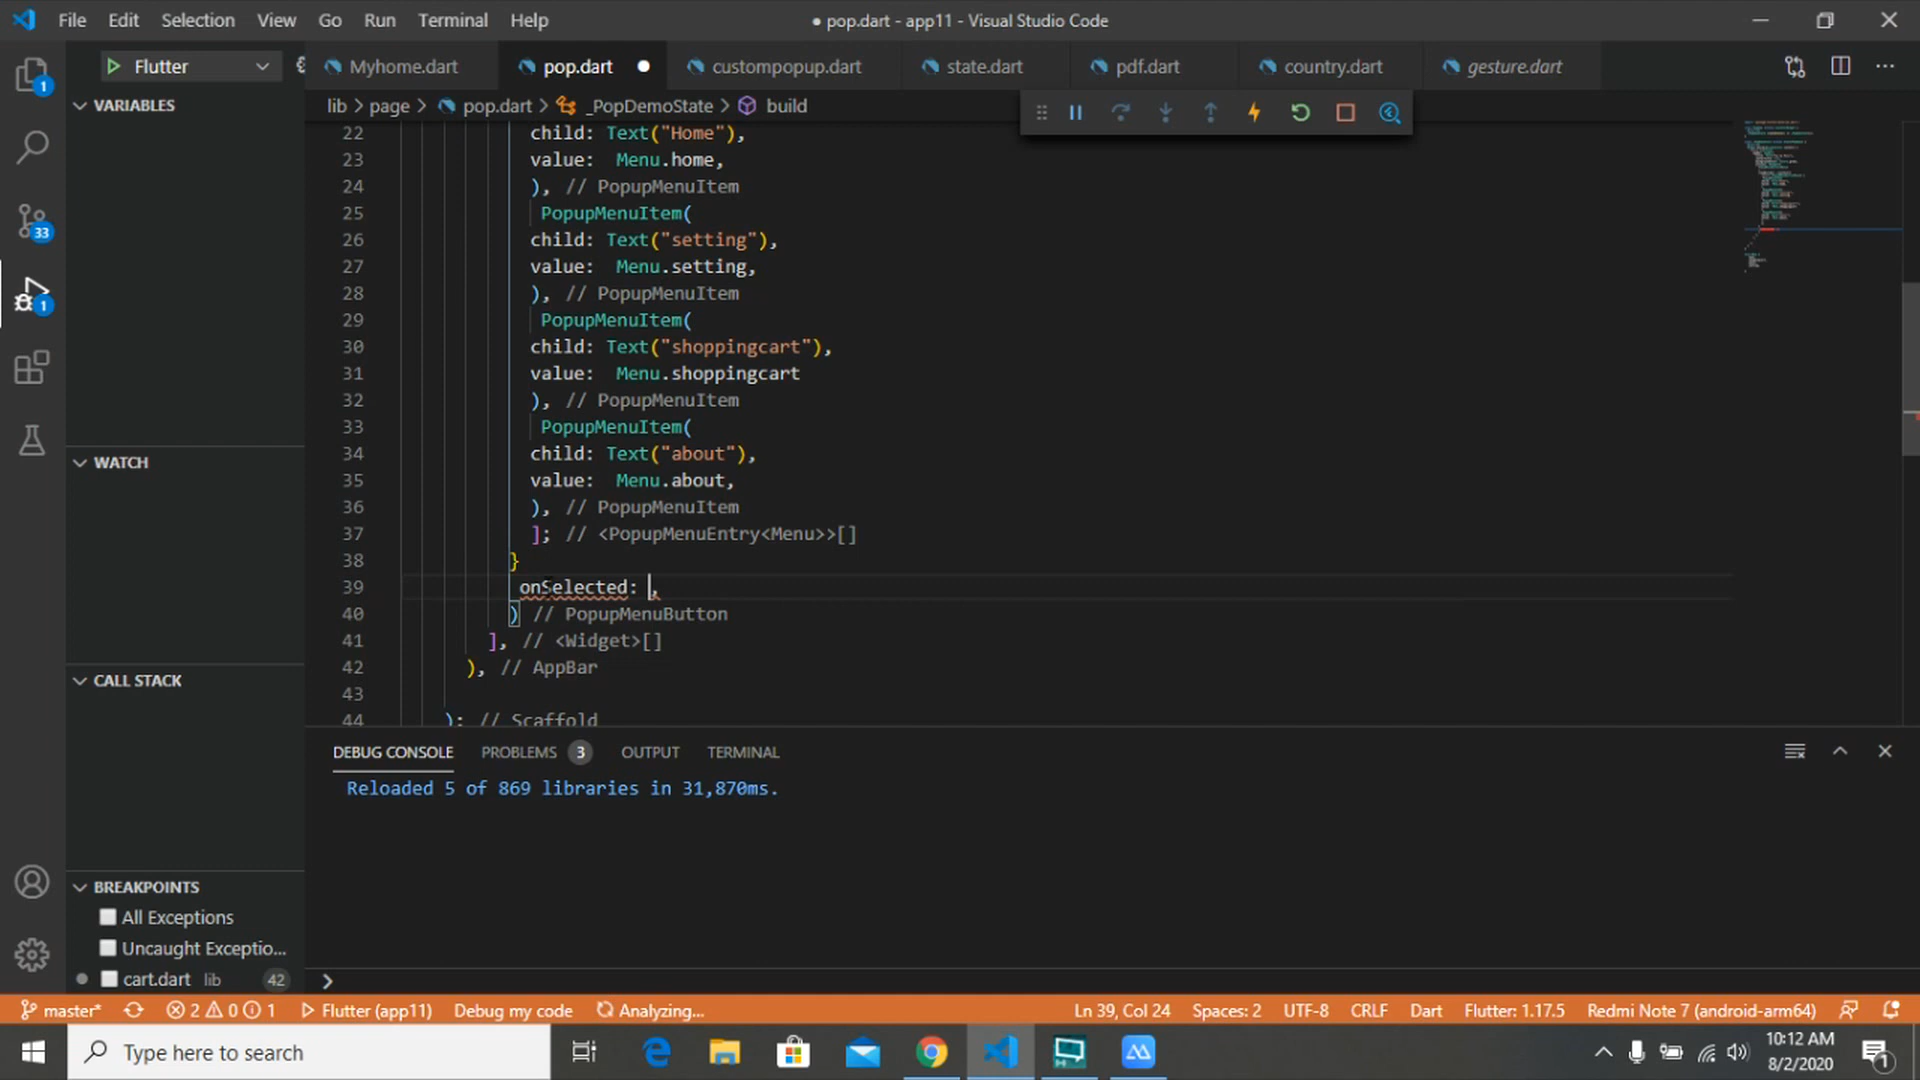 File Edit Selection View Go Run Terminal Help
● pop.dart - app11 - Visual Studio Code
Flutter
Myhome.dart
pop.dart
custompopup.dart
state.dart
pdf.dart
country.dart
gesture.dart
VARIABLES
lib > page > pop.dart > _PopDemoState > build
22 child: Text("Home"),
23 value: Menu.home,
24 ), // PopupMenuItem
25 PopupMenuItem(
26 child: Text("setting"),
27 value: Menu.setting,
28 ), // PopupMenuItem
29 PopupMenuItem(
30 child: Text("shoppingcart"),
31 value: Menu.shoppingcart
32 ), // PopupMenuItem
33 PopupMenuItem(
34 child: Text("about"),
35 value: Menu.about,
36 ), // PopupMenuItem
37 ]; // <PopupMenuEntry<Menu>>[]
38 }
39 onSelected: ,
40 ) // PopupMenuButton
41 ], // <Widget>[]
42 ), // AppBar
43
44 ); // Scaffold
1
33
1
WATCH
CALL STACK
BREAKPOINTS
All Exceptions
Uncaught Exceptio...
cart.dart lib 42
DEBUG CONSOLE PROBLEMS 3 OUTPUT TERMINAL
Reloaded 5 of 869 libraries in 31,870ms.
>
master* 2 0 1 Flutter (app11) Debug my code Analyzing... Ln 39, Col 24 Spaces: 2 UTF-8 CRLF Dart Flutter: 1.17.5 Redmi Note 7 (android-arm64)
Type here to search
10:12 AM
8/2/2020
1